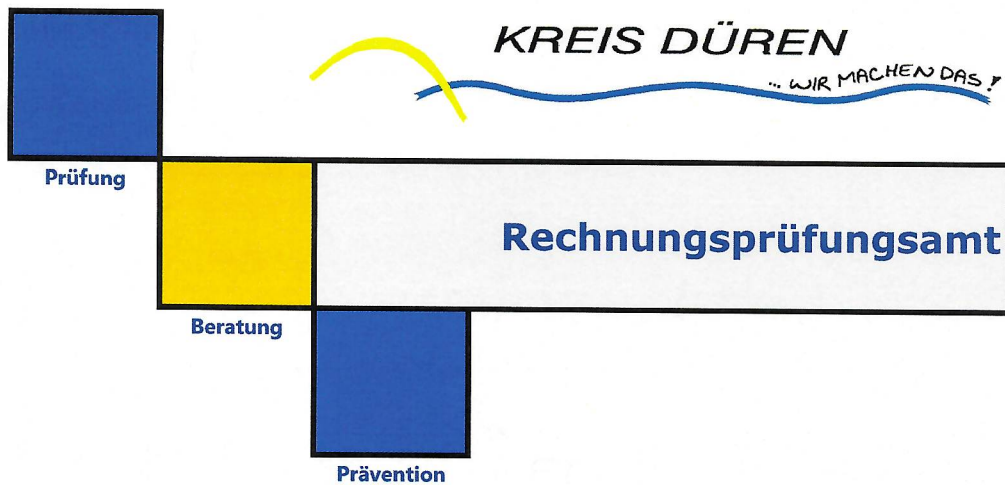 KREIS DÜREN
... WIR MACHEN DAS!
Prüfung
Rechnungsprüfungsamt
Beratung
Prävention